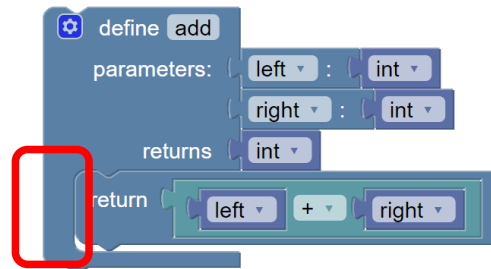 define add
parameters: left : int
right : int
returns int
return left + right